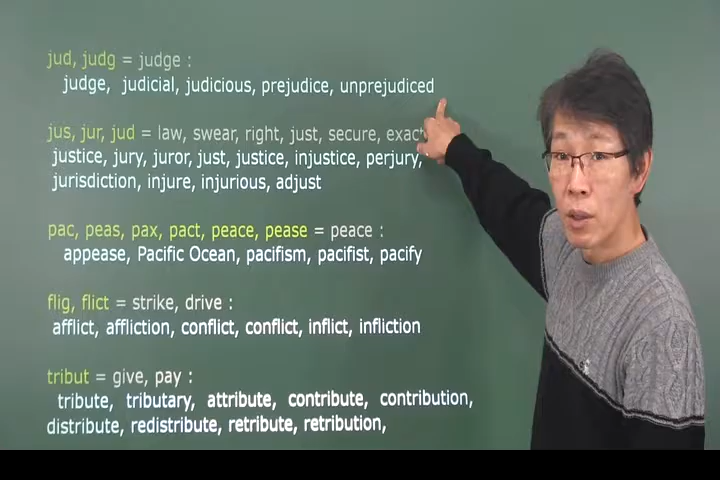 jud, judg = judge :
judge, judicial, judicious, prejudice, unprejudiced
jus, jur, jud = law, swear, right, just, secure, exact
justice, jury, juror, just, justice, injustice, perjury,
jurisdiction, injure, injurious, adjust
pac, peas, pax, pact, peace, pease = peace :
appease, Pacific Ocean, pacifism, pacifist, pacify
flig, flict = strike, drive :
afflict, affliction, conflict, conflict, inflict, infliction
tribut = give, pay :
tribute, tributary, attribute, contribute, contribution,
distribute, redistribute, retribute, retribution,